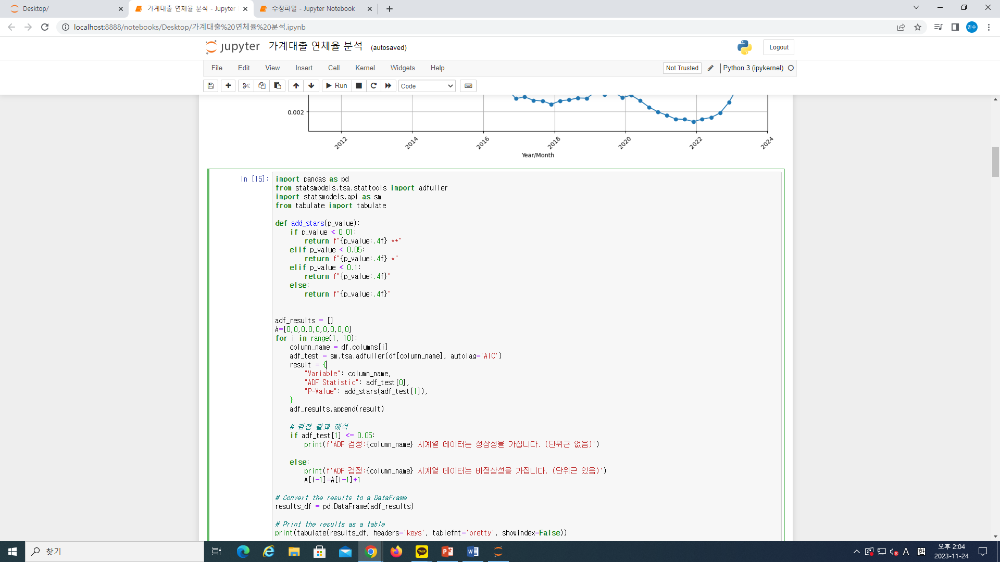 Desktop/
가계대출 연체율 분석 - Jupyter
수정파일 - Jupyter Notebook
localhost:8888/notebooks/Desktop/가계대출%20연체율%20분석.ipynb
민수
jupyter 가계대출 연체율 분석 (autosaved)
Logout
File Edit View Insert Cell Kernel Widgets Help
Not Trusted
Python 3 (ipykernel)
Run
Code
0.002
2012 2014 2016 2018 2020 2022 2024
Year/Month
In [15]:
import pandas as pd
from statsmodels.tsa.stattools import adfuller
import statsmodels.api as sm
from tabulate import tabulate
def add_stars(p_value):
    if p_value < 0.01:
        return f"{p_value:.4f} **"
    elif p_value < 0.05:
        return f"{p_value:.4f} *"
    elif p_value < 0.1:
        return f"{p_value:.4f}"
    else:
        return f"{p_value:.4f}"
adf_results = []
A=[0,0,0,0,0,0,0,0,0]
for i in range(1, 10):
    column_name = df.columns[i]
    adf_test = sm.tsa.adfuller(df[column_name], autolag='AIC')
    result = {
        "Variable": column_name,
        "ADF Statistic": adf_test[0],
        "P-Value": add_stars(adf_test[1]),
    }
    adf_results.append(result)
    # 검정 결과 해석
    if adf_test[1] <= 0.05:
        print(f'ADF 검정:{column_name} 시계열 데이터는 정상성을 가집니다. (단위근 없음)')
    else:
        print(f'ADF 검정:{column_name} 시계열 데이터는 비정상성을 가집니다. (단위근 있음)')
        A[i-1]=A[i-1]+1
# Convert the results to a DataFrame
results_df = pd.DataFrame(adf_results)
# Print the results as a table
print(tabulate(results_df, headers='keys', tablefmt='pretty', showindex=False))
찾기
TALK
A
한
오후 2:04
2023-11-24